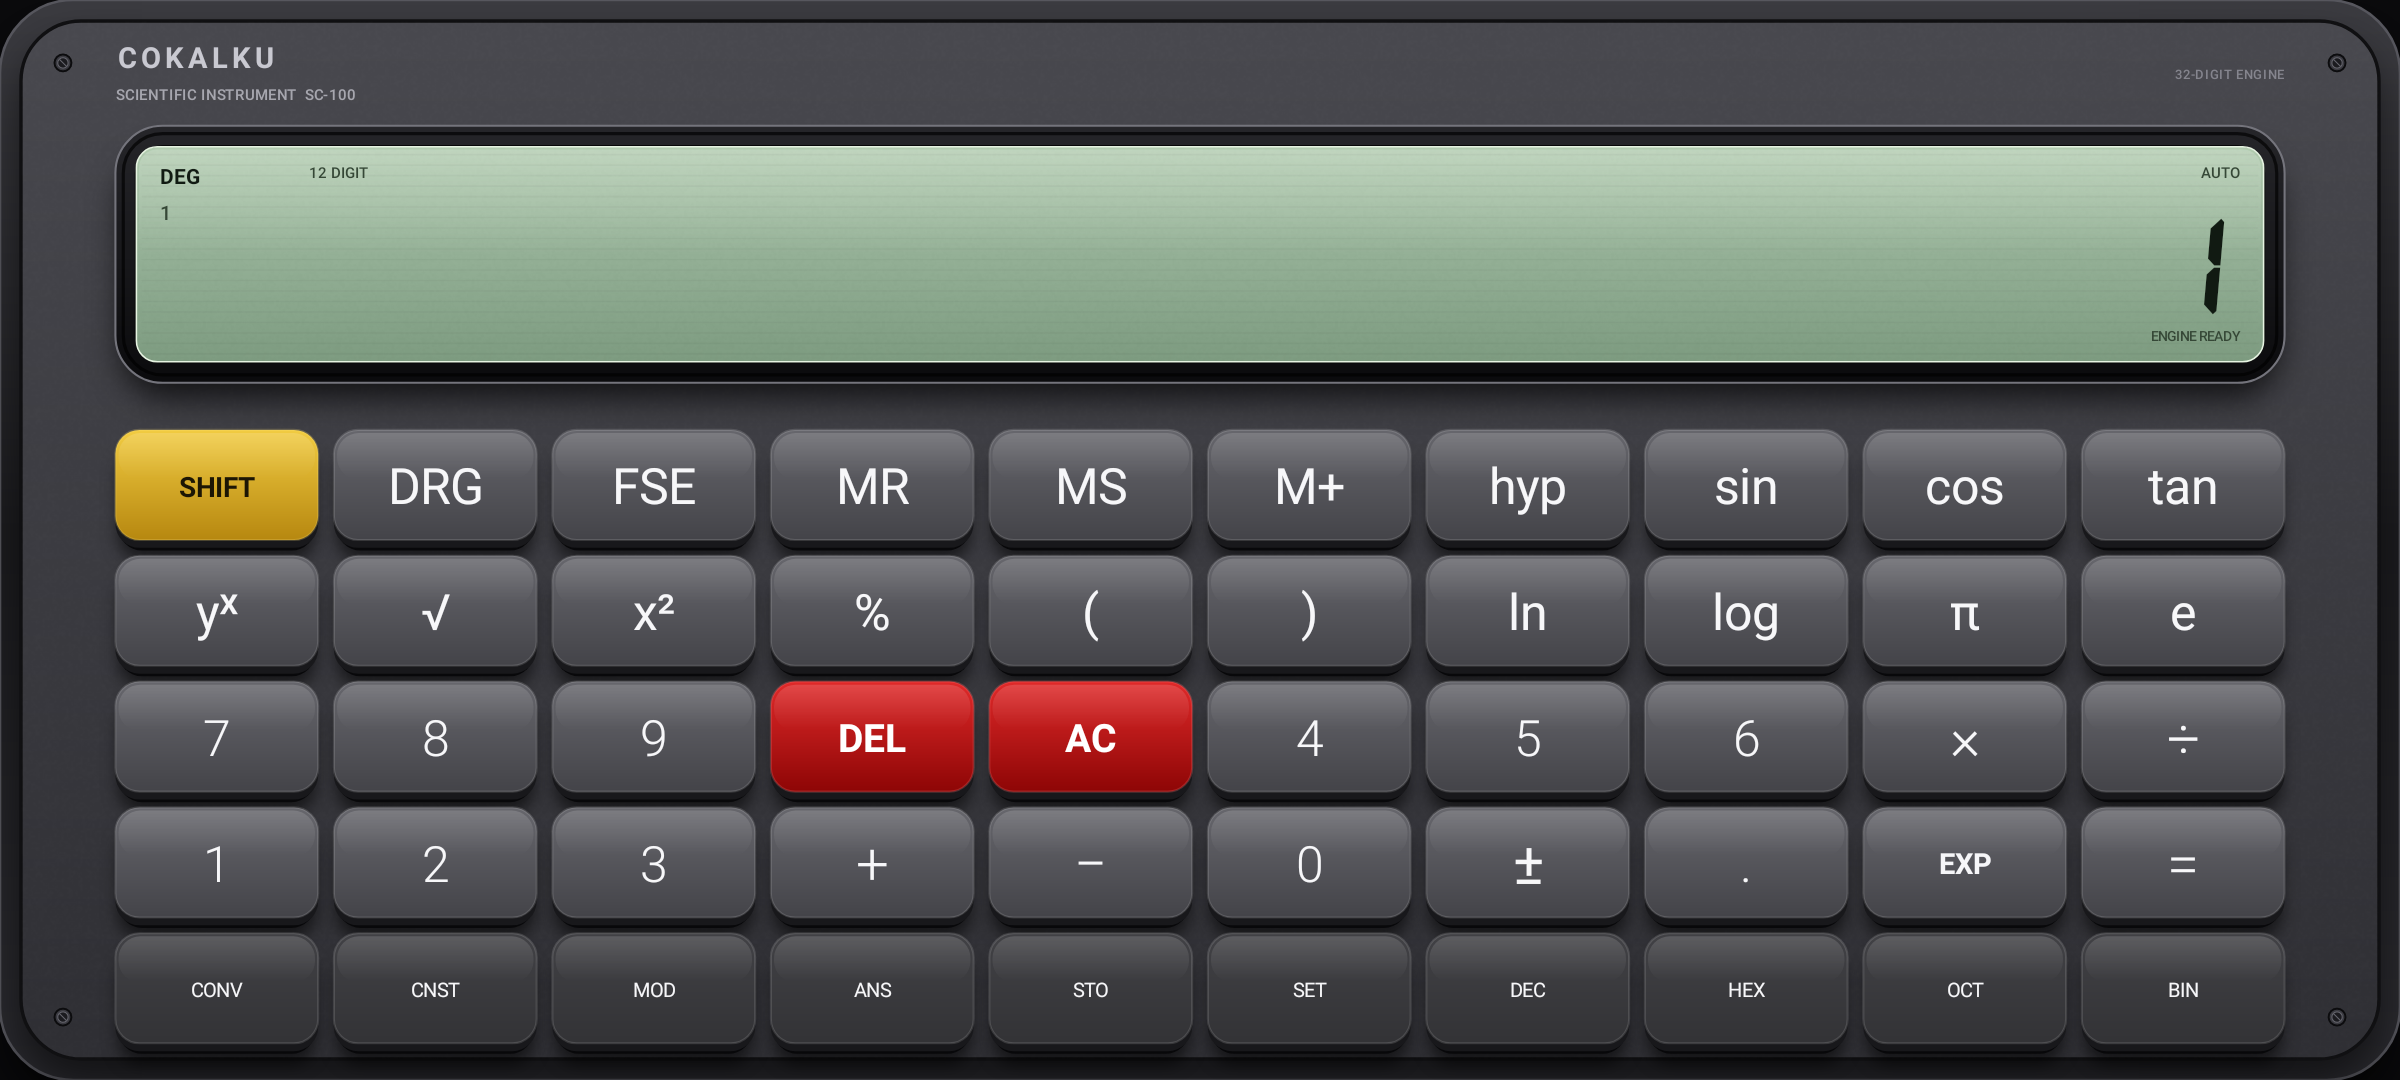 COKALKU
SCIENTIFIC INSTRUMENT SC-100
32-DIGIT ENGINE
DEG 12 DIGIT AUTO
1
1
ENGINE READY
SHIFT DRG FSE MR MS M+ hyp sin cos tan
yˣ √ x² % ( ) ln log π e
7 8 9 DEL AC 4 5 6 × ÷
1 2 3 + − 0 ± . EXP =
CONV CNST MOD ANS STO SET DEC HEX OCT BIN